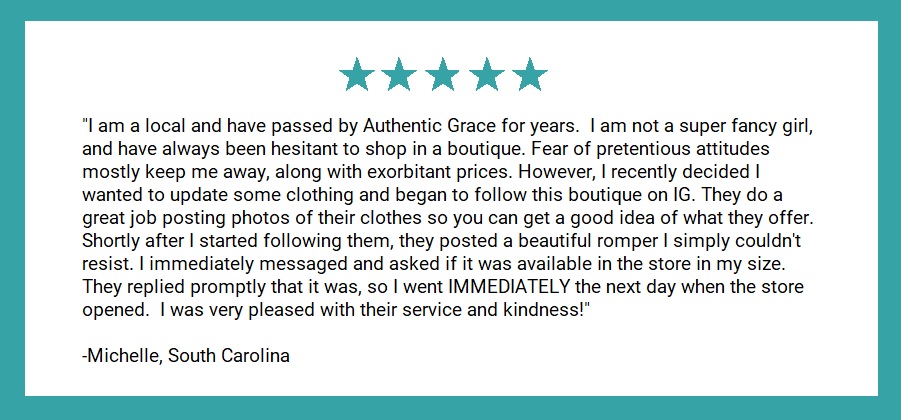 "I am a local and have passed by Authentic Grace for years.  I am not a super fancy girl,
and have always been hesitant to shop in a boutique. Fear of pretentious attitudes
mostly keep me away, along with exorbitant prices. However, I recently decided I
wanted to update some clothing and began to follow this boutique on IG. They do a
great job posting photos of their clothes so you can get a good idea of what they offer.
Shortly after I started following them, they posted a beautiful romper I simply couldn't
resist. I immediately messaged and asked if it was available in the store in my size.
They replied promptly that it was, so I went IMMEDIATELY the next day when the store
opened.  I was very pleased with their service and kindness!"
-Michelle, South Carolina